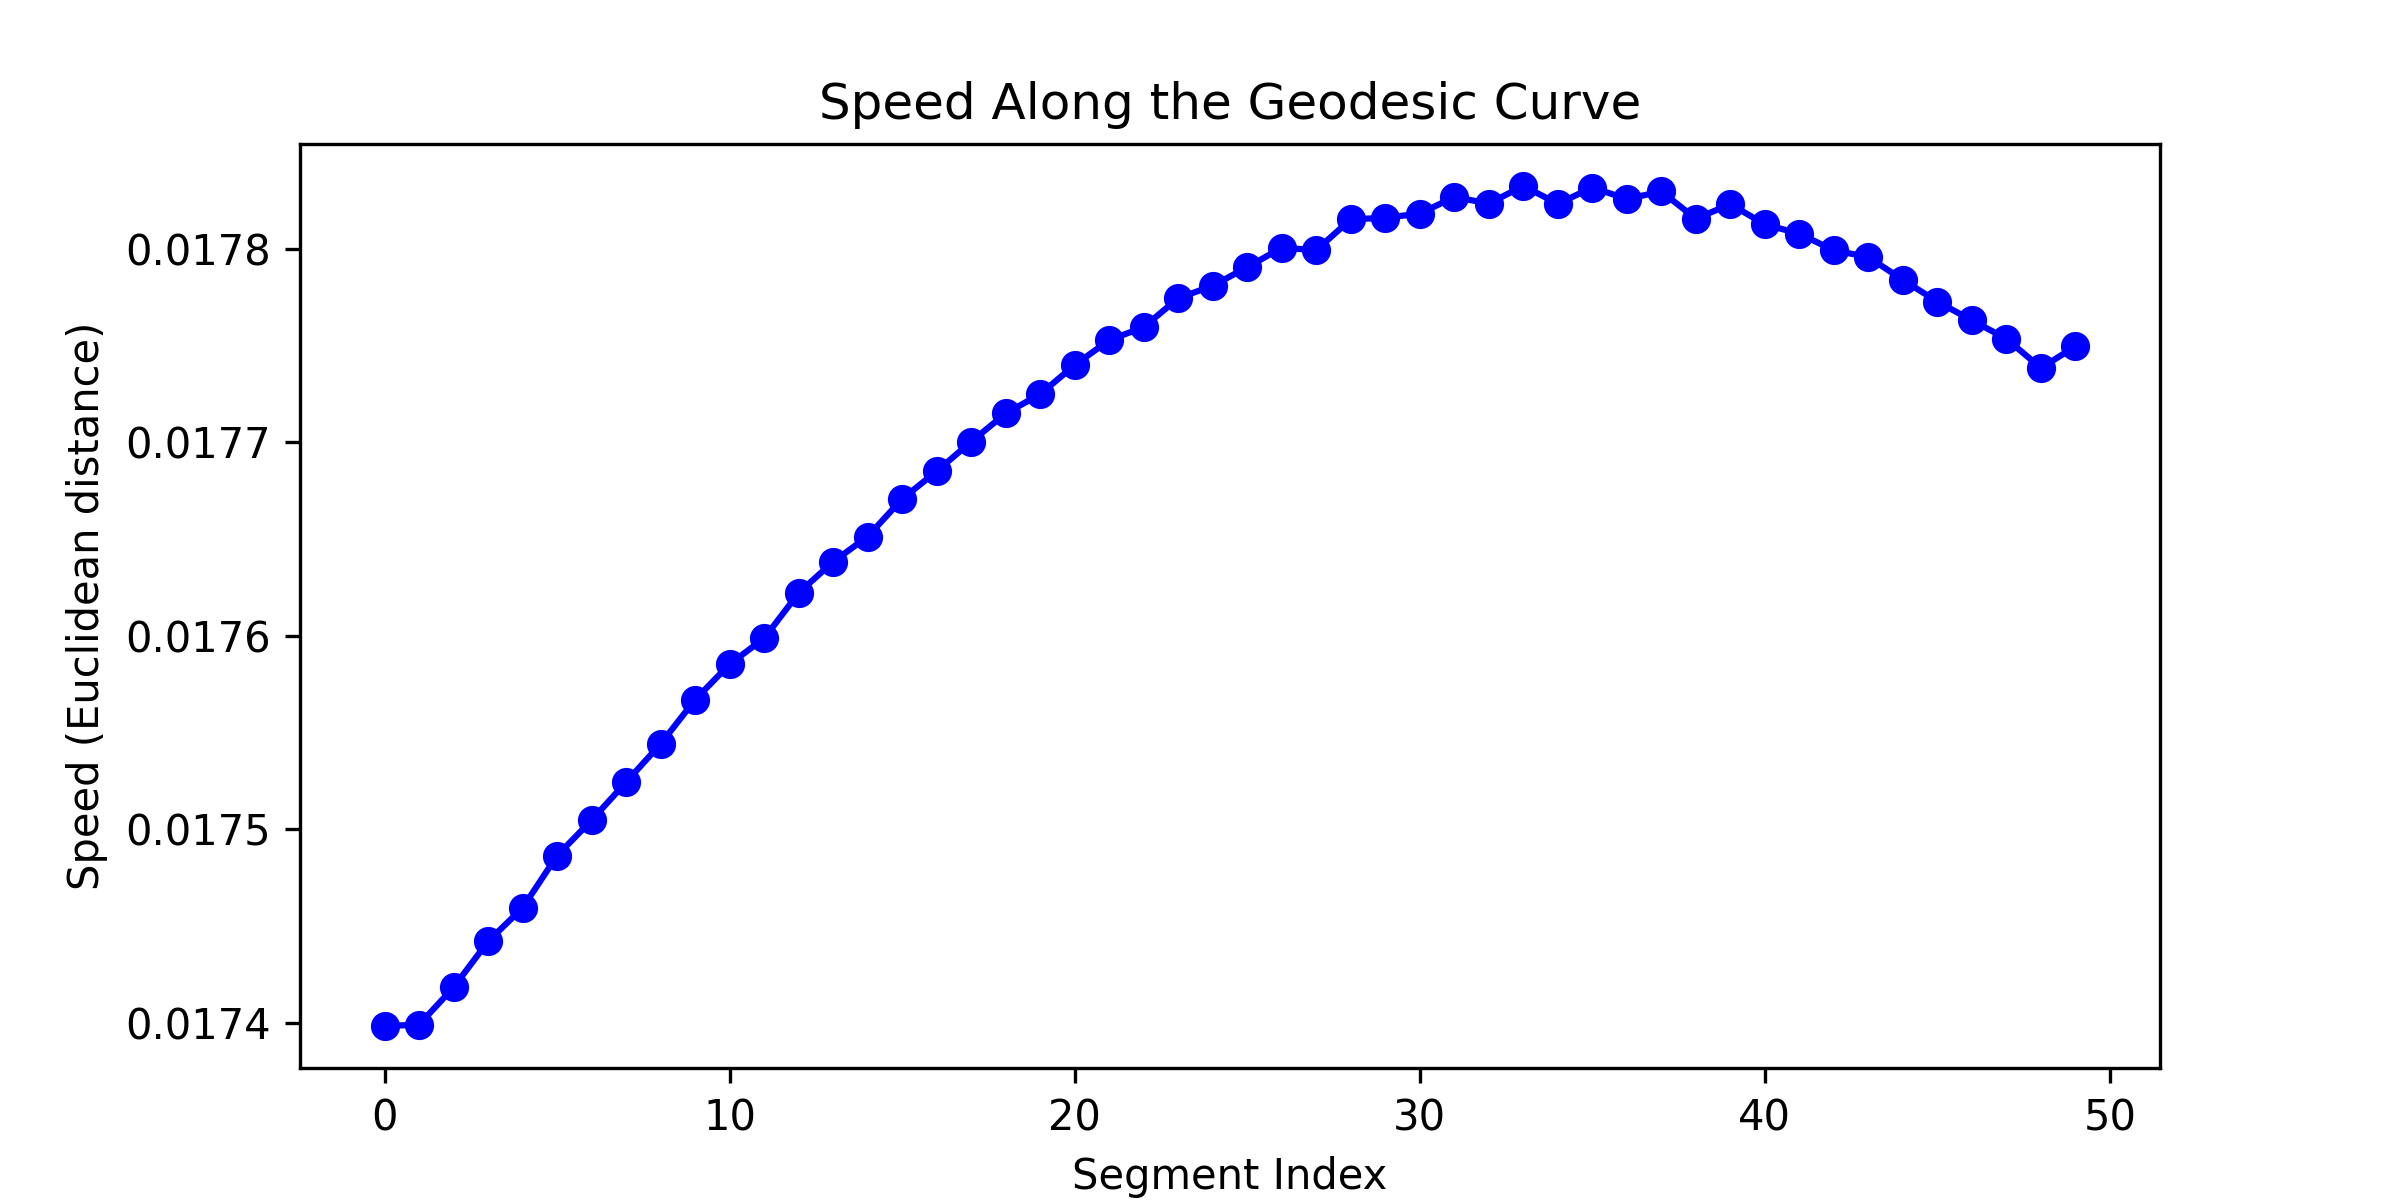 Speed Along the Geodesic Curve
Speed (Euclidean distance)
0.0178
0.0177
0.0176
0.0175
0.0174
0 10 20 30 40 50
Segment Index